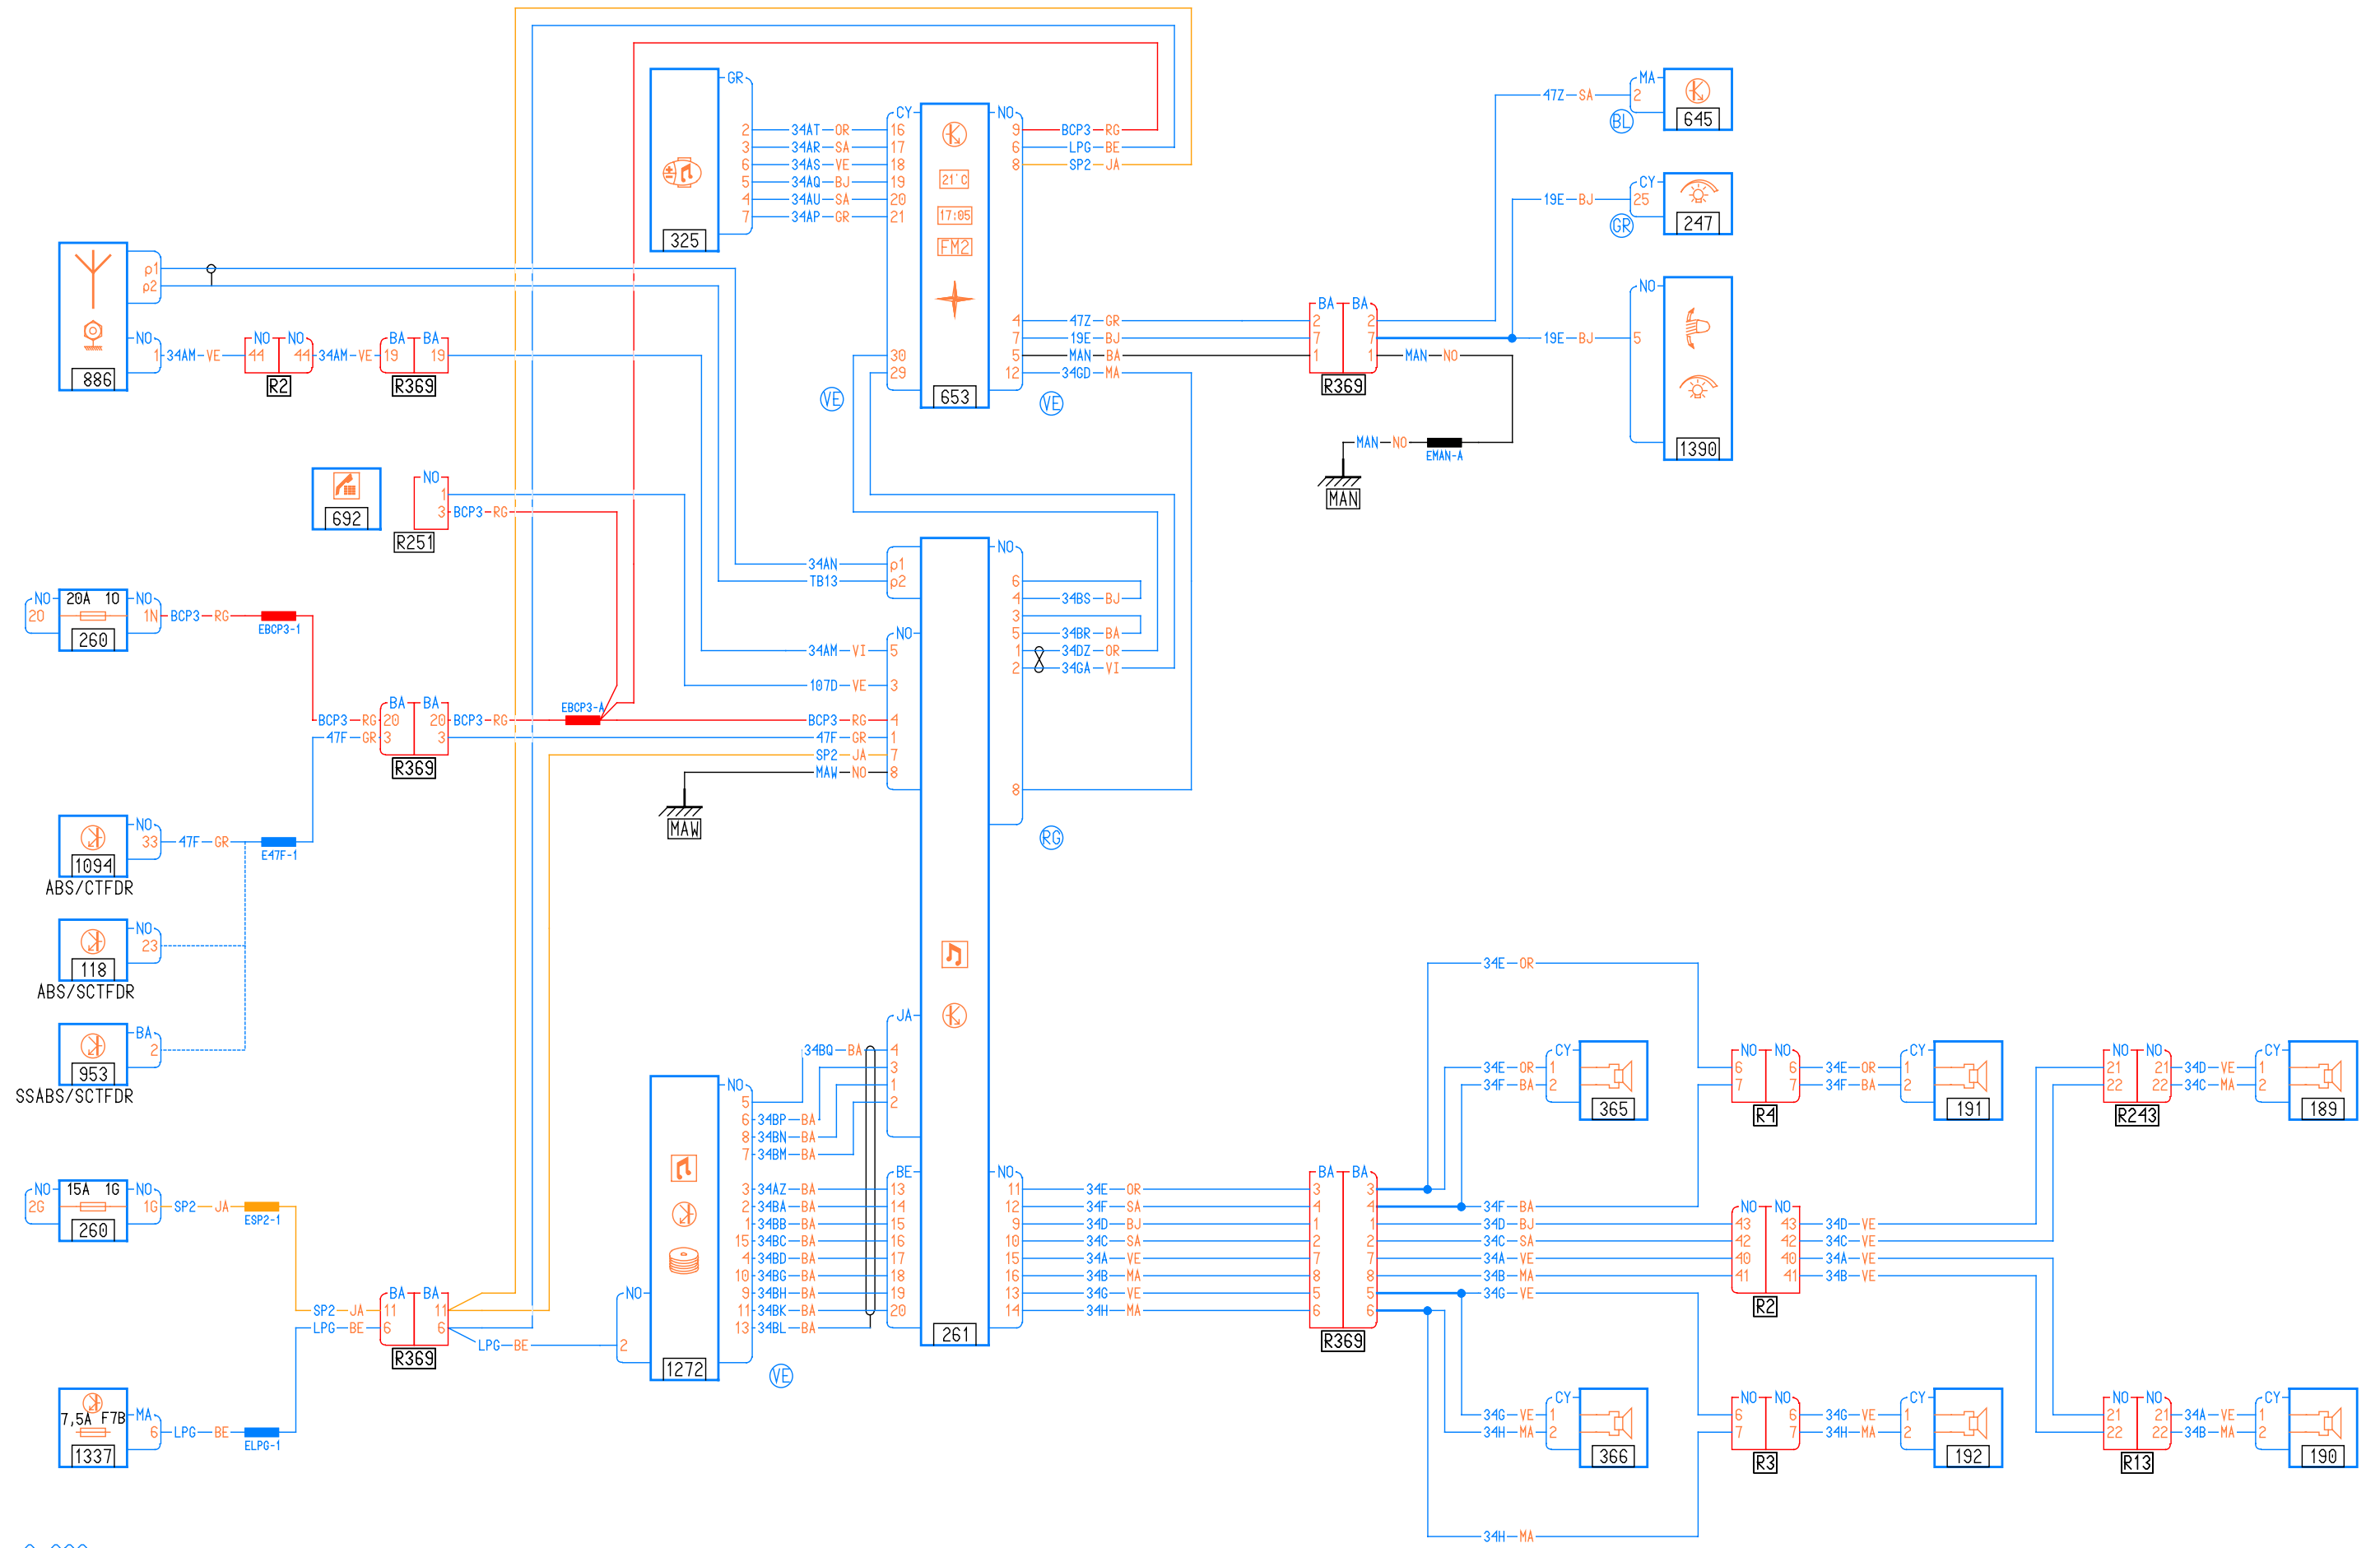 GR
2 34AT OR 16
3 34AR SA 17
6 34AS VE 18
5 34AQ BJ 19
4 34AU SA 20
7 34AP GR 21
325
CY
NO
21°C
17:05
FM2
9 BCP3 RG
6 LPG BE
8 SP2 JA
30
29
VE
653
4 47Z GR
7 19E BJ
5 MAN BA
12 34GD MA
VE
BA BA
2 2
7 7
1 1
R369
MAN NO
MAN NO
EMAN-A
MAN
47Z SA
MA
2
BL
645
19E BJ
CY
25
GR
247
NO
19E BJ 5
1390
p1
p2
NO
1 34AM VE
886
NO NO
44 44
R2
34AM VE
BA BA
19 19
R369
692
NO
1
3 BCP3 RG
R251
NO 20A 10 NO
20 1N BCP3 RG
260
EBCP3-1
BA BA
BCP3 RG 20 20 BCP3 RG
47F GR 3 3
R369
EBCP3-A
NO
33 47F GR
1094
E47F-1
ABS/CTFDR
NO
23
118
ABS/SCTFDR
BA
2
953
SSABS/SCTFDR
NO 15A 1G NO
2G 1G SP2 JA
260
ESP2-1
BA BA
SP2 JA 11 11
LPG BE 6 6
R369
LPG BE
7,5A F7B
MA
6 LPG BE
1337
ELPG-1
34AN p1
TB13 p2
NO
34AM VI 5
107D VE 3
BCP3 RG 4
47F GR 1
SP2 JA 7
MAW NO 8
MAW
NO
6
4 34BS BJ
3
5 34BR BA
1 34DZ OR
2 34GA VI
8
RG
JA
34BQ BA 4
3
1
2
NO
5
6 34BP BA
8 34BN BA
7 34BM BA
BE
3 34AZ BA 13
2 34BA BA 14
1 34BB BA 15
15 34BC BA 16
4 34BD BA 17
10 34BG BA 18
9 34BH BA 19
11 34BK BA 20
13 34BL BA
NO
2
1272
VE
261
NO
11 34E OR 3
12 34F SA 4
9 34D BJ 1
10 34C SA 2
15 34A VE 7
16 34B MA 8
13 34G VE 5
14 34H MA 6
BA BA
3
4
1
2
7
8
5
6
R369
34E OR
34E OR
34F BA
CY
1
2
365
34F BA
34D BJ
34C SA
34A VE
34B MA
34G VE
34G VE
34H MA
CY
1
2
366
34H MA
NO NO
6 6
7 7
R4
34E OR
34F BA
CY
1
2
191
NO NO
43 43 34D VE
42 42 34C VE
40 40 34A VE
41 41 34B VE
R2
NO NO
6 6
7 7
R3
34G VE
34H MA
CY
1
2
192
NO NO
21 21
22 22
R243
34D VE
34C MA
CY
1
2
189
NO NO
21 21
22 22
R13
34A VE
34B MA
CY
1
2
190